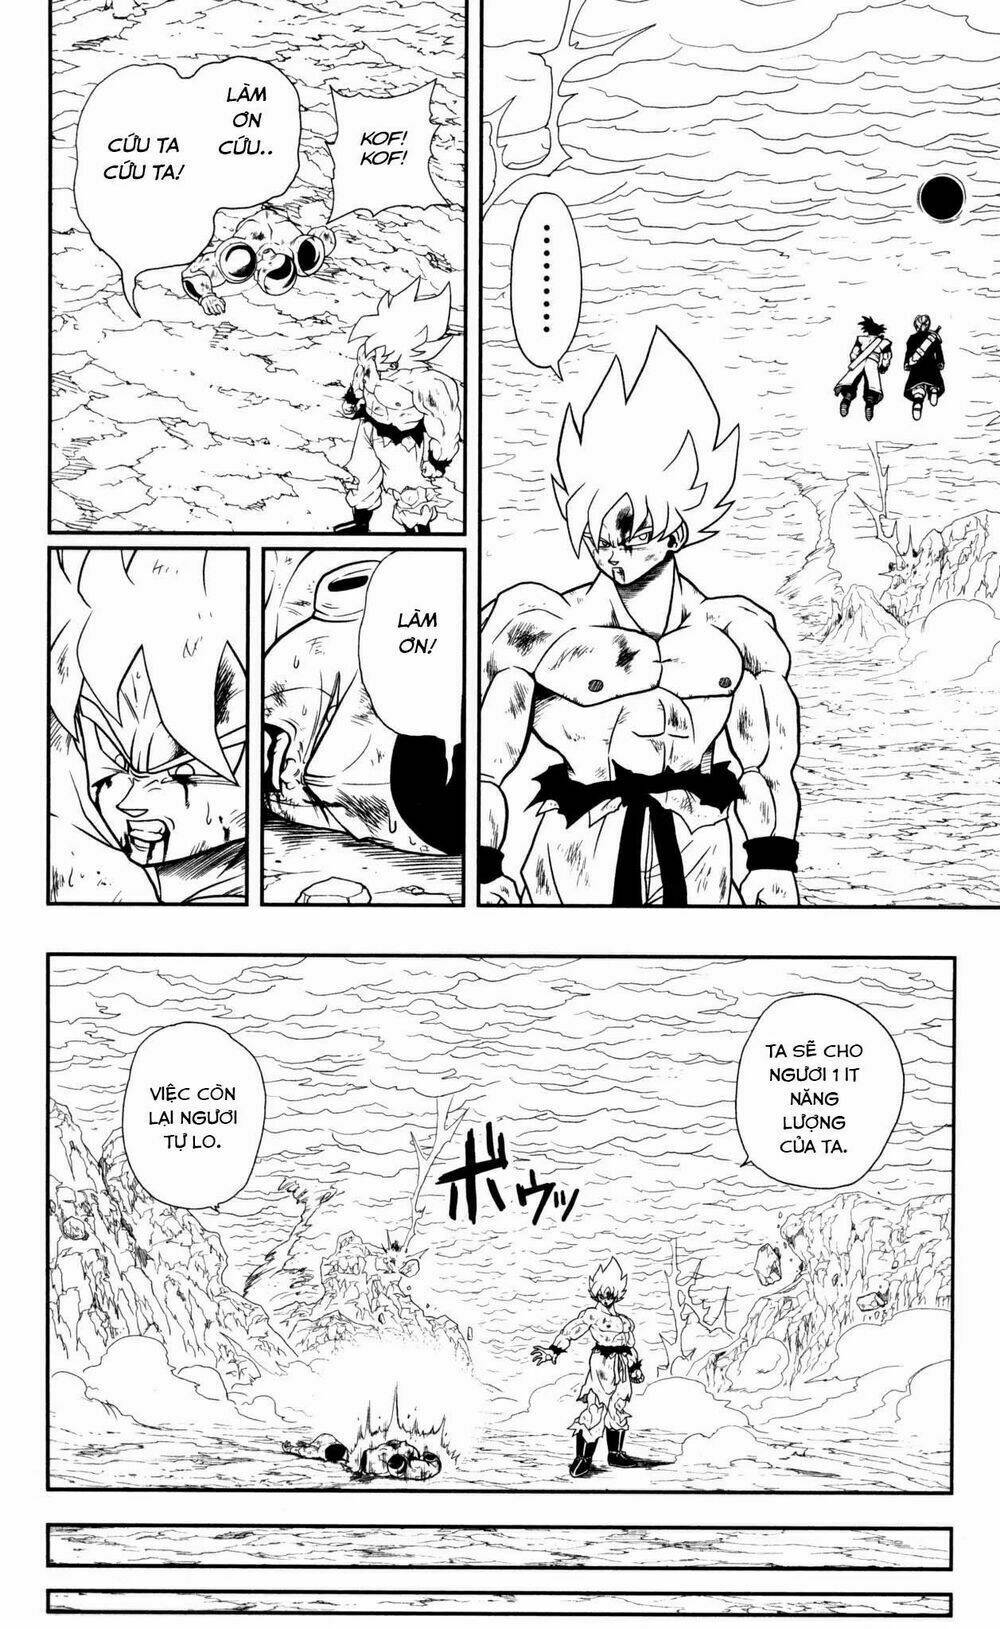 KOF!
KOF!
LÀM
ƠN
CỨU..
CỨU TA
CỨU TA!
.........
LÀM
ƠN!
TA SẼ CHO
NGƯƠI 1 ÍT
NĂNG
LƯỢNG
CỦA TA.
VIỆC CÒN
LẠI NGƯƠI
TỰ LO.
ボウッ